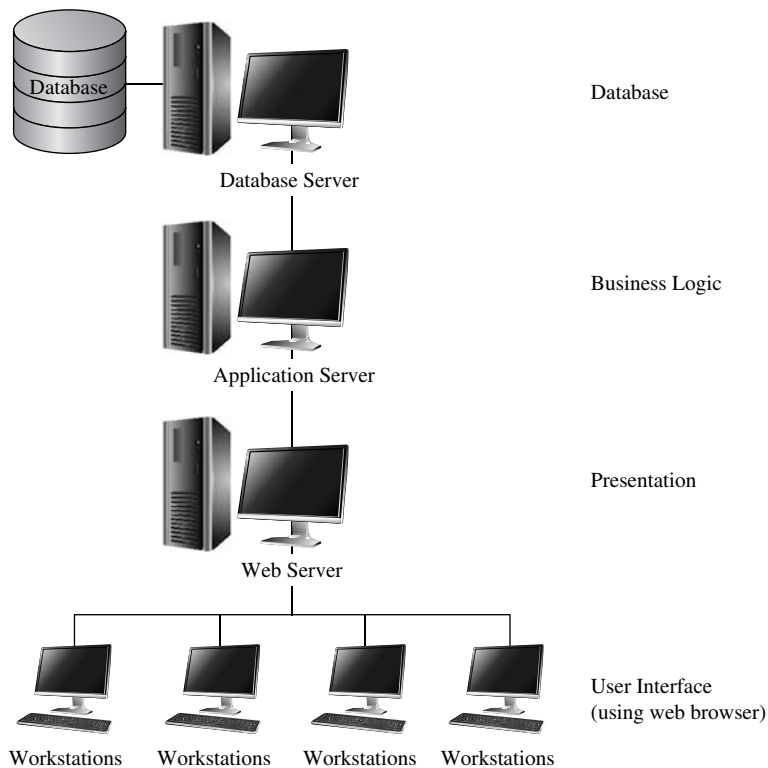 Database
Database
Database Server
Business Logic
Application Server
Presentation
Web Server
User Interface
(using web browser)
Workstations
Workstations
Workstations
Workstations